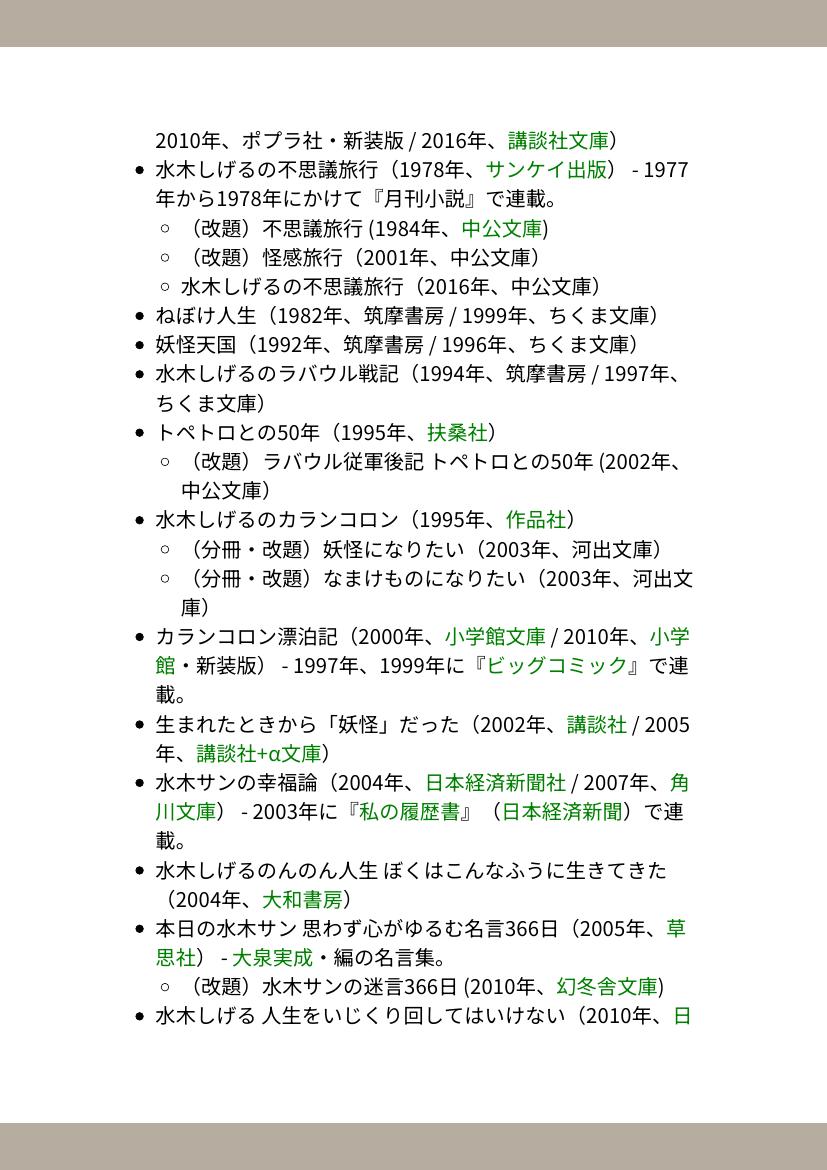 2010年、ポプラ社・新装版 / 2016年、講談社文庫）
• 水木しげるの不思議旅行（1978年、サンケイ出版） - 1977
年から1978年にかけて『月刊小説』で連載。
◦ （改題）不思議旅行 (1984年、中公文庫)
◦ （改題）怪感旅行（2001年、中公文庫）
◦ 水木しげるの不思議旅行（2016年、中公文庫）
• ねぼけ人生（1982年、筑摩書房 / 1999年、ちくま文庫）
• 妖怪天国（1992年、筑摩書房 / 1996年、ちくま文庫）
• 水木しげるのラバウル戦記（1994年、筑摩書房 / 1997年、
ちくま文庫）
• トペトロとの50年（1995年、扶桑社）
◦ （改題）ラバウル従軍後記 トペトロとの50年 (2002年、
中公文庫）
• 水木しげるのカランコロン（1995年、作品社）
◦ （分冊・改題）妖怪になりたい（2003年、河出文庫）
◦ （分冊・改題）なまけものになりたい（2003年、河出文
庫）
• カランコロン漂泊記（2000年、小学館文庫 / 2010年、小学
館・新装版） - 1997年、1999年に『ビッグコミック』で連
載。
• 生まれたときから「妖怪」だった（2002年、講談社 / 2005
年、講談社+α文庫）
• 水木サンの幸福論（2004年、日本経済新聞社 / 2007年、角
川文庫） - 2003年に『私の履歴書』（日本経済新聞）で連
載。
• 水木しげるのんのん人生 ぼくはこんなふうに生きてきた
（2004年、大和書房）
• 本日の水木サン 思わず心がゆるむ名言366日（2005年、草
思社） - 大泉実成・編の名言集。
◦ （改題）水木サンの迷言366日 (2010年、幻冬舎文庫)
• 水木しげる 人生をいじくり回してはいけない（2010年、日